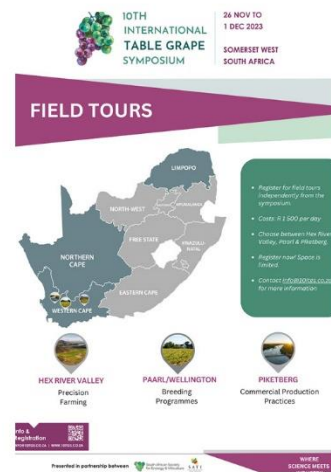 10TH
INTERNATIONAL
TABLE GRAPE
SYMPOSIUM
26 NOV TO
1 DEC 2023
SOMERSET WEST
SOUTH AFRICA
FIELD TOURS
LIMPOPO
NORTH WEST
FREE STATE
NORTHERN
CAPE
EASTERN CAPE
WESTERN CAPE
Register for field tours
independently from the
symposium.
Costs: R 1 500 per day
Choose between Hex River
Valley, Paarl & Piketberg.
Register now! Space is
limited.
Contact
for more information
HEX RIVER VALLEY
Precision
Farming
PAARL/WELLINGTON
Breeding
Programmes
PIKETBERG
Commercial Production
Practices
Info &
Registration
Presented in partnership between
SATI
WHERE
SCIENCE MEETS